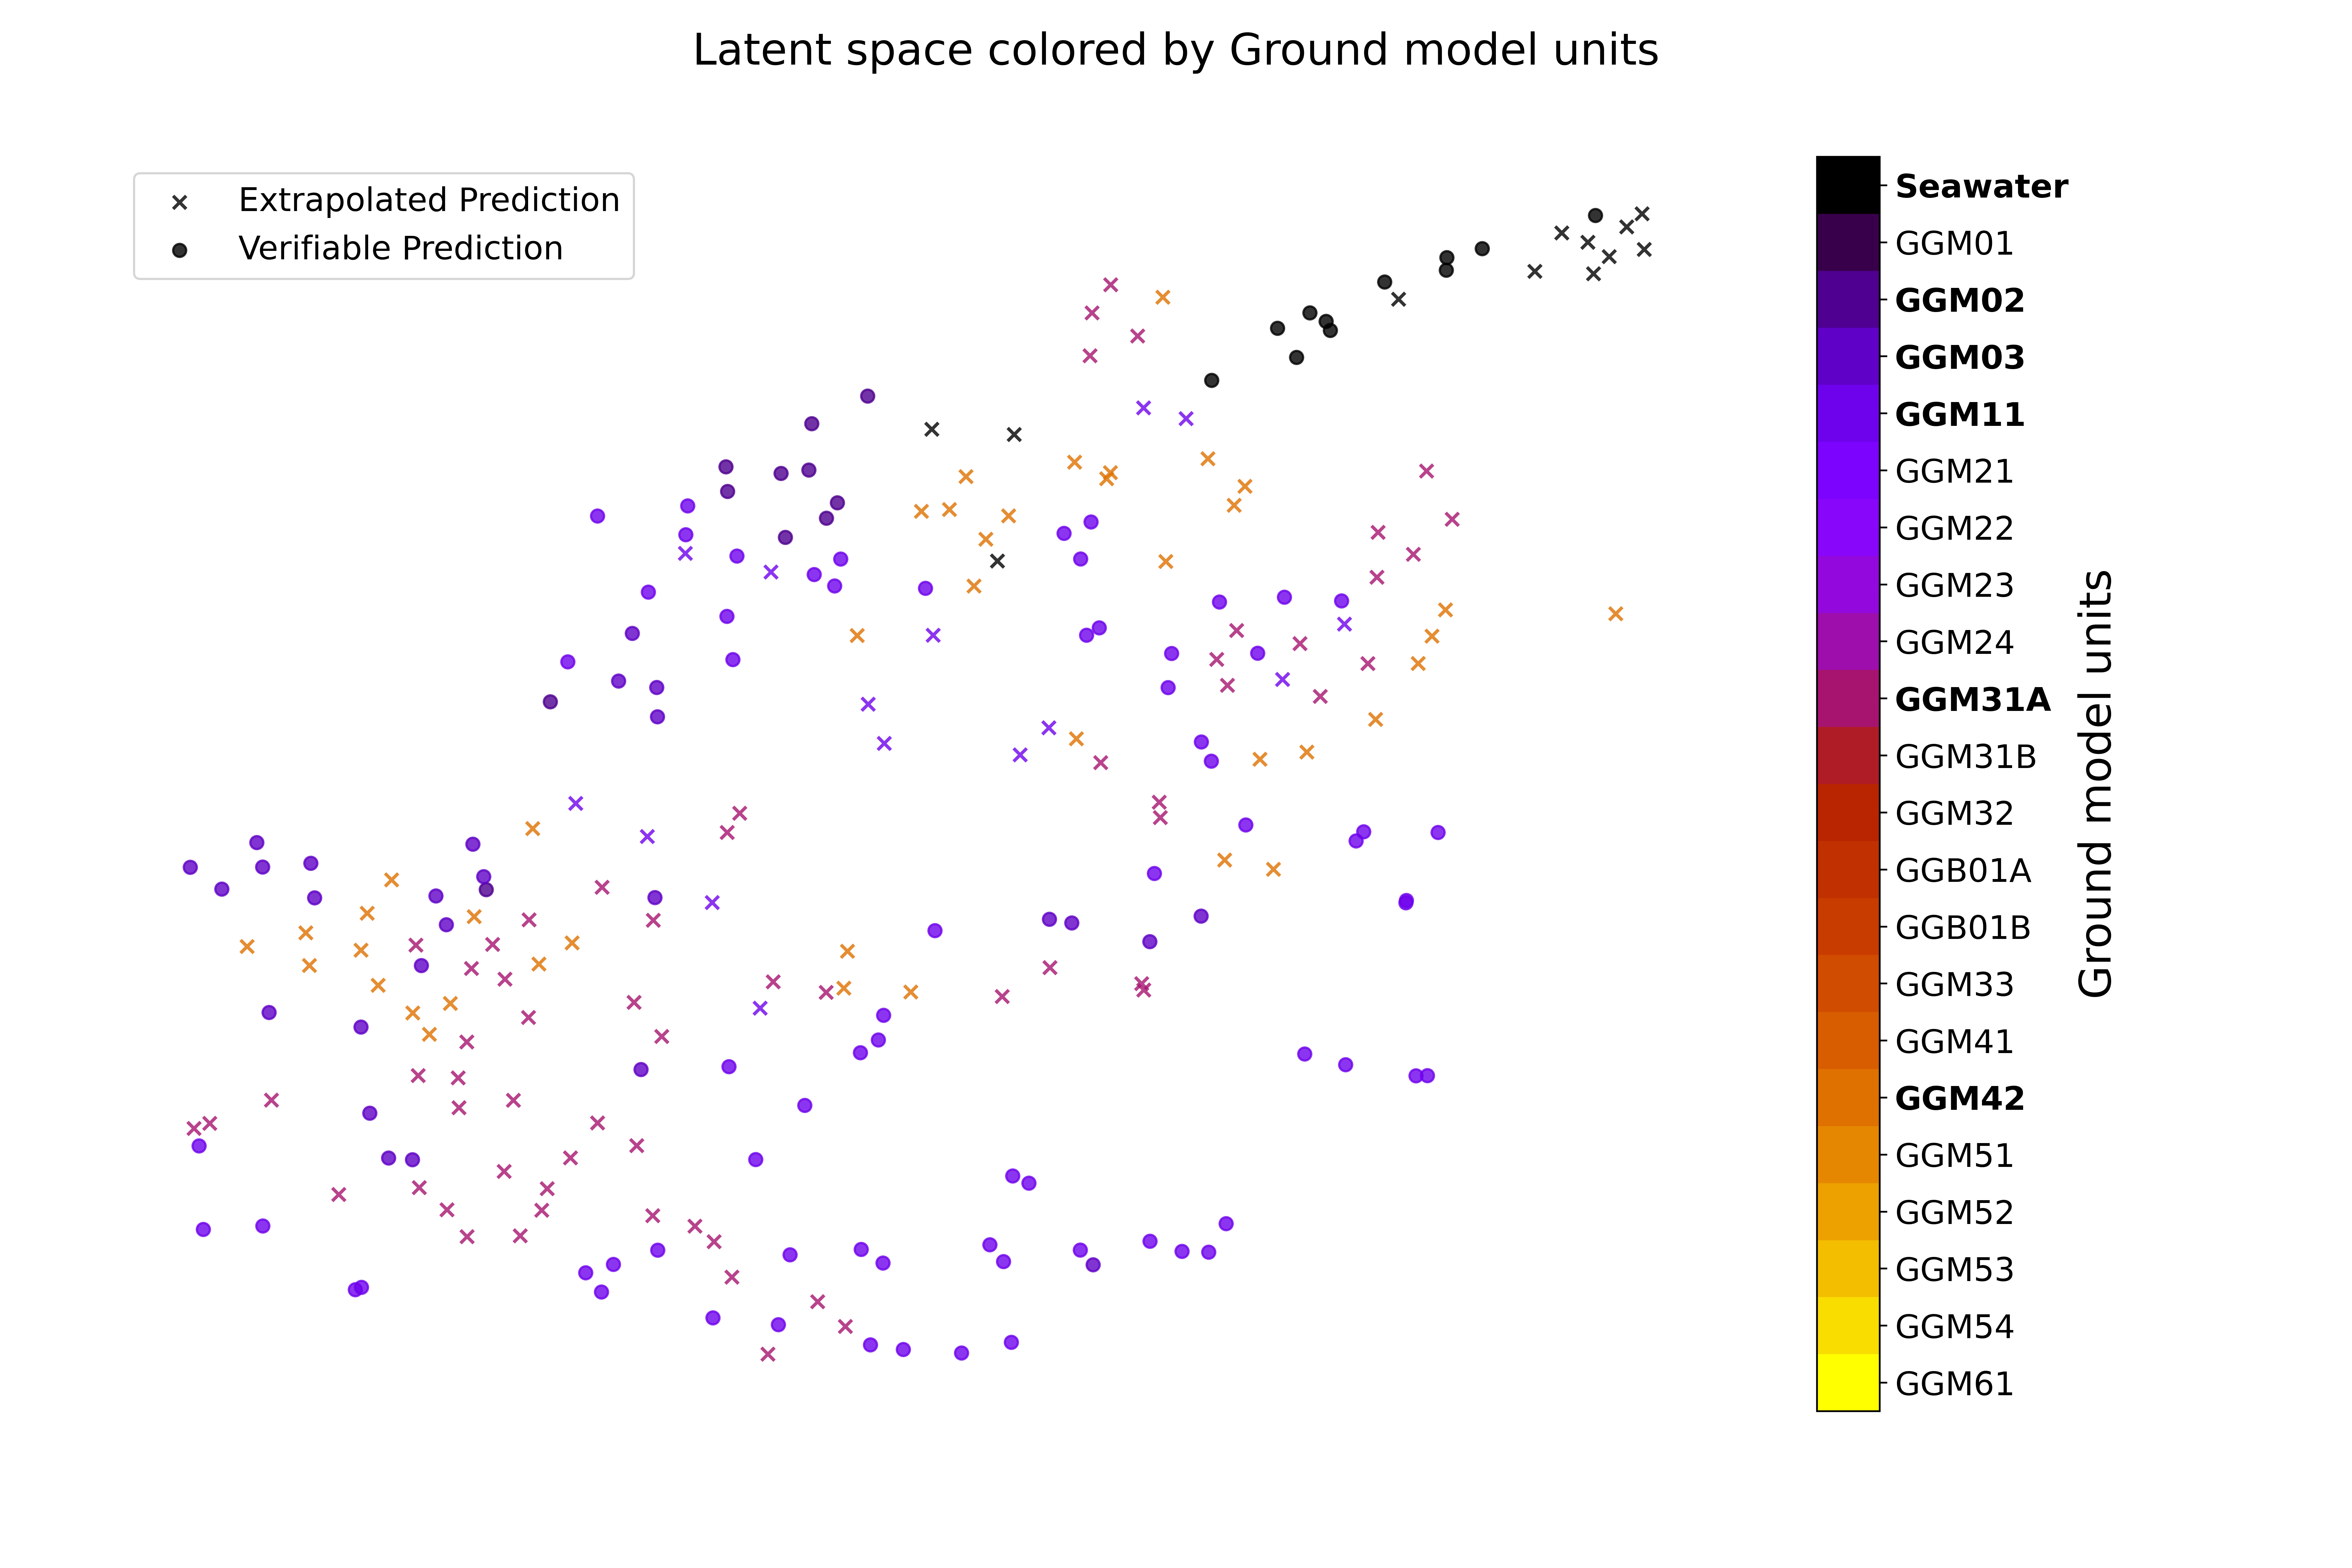 Latent space colored by Ground model units
Extrapolated Prediction
Verifiable Prediction
Seawater
GGM01
GGM02
GGM03
GGM11
GGM21
GGM22
GGM23
GGM24
GGM31A
GGM31B
GGM32
GGB01A
GGB01B
GGM33
GGM41
GGM42
GGM51
GGM52
GGM53
GGM54
GGM61
Ground model units